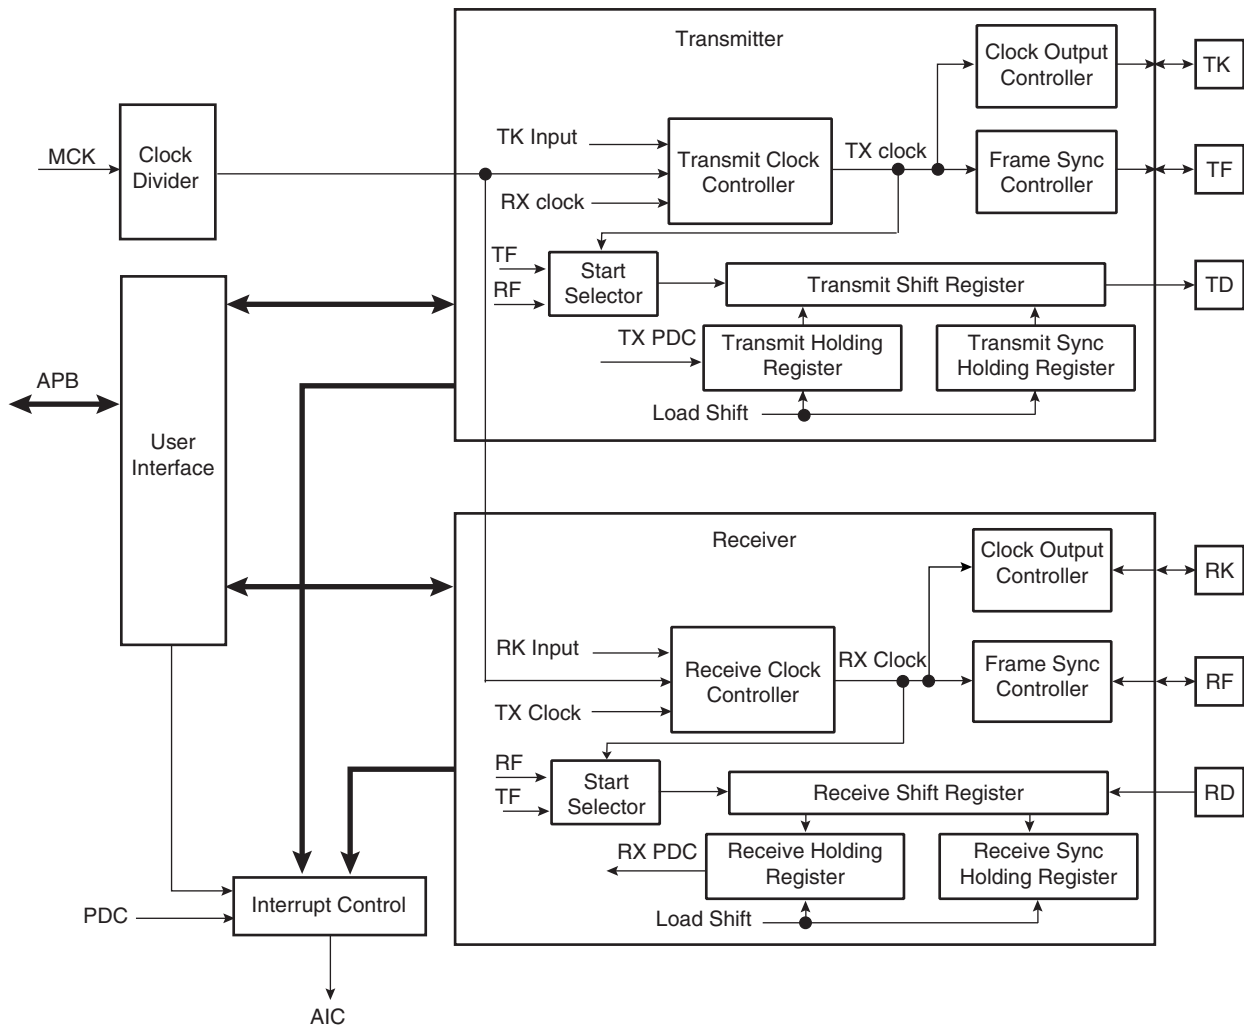 Transmitter
Clock Output
Controller
TK
MCK
Clock
Divider
TK Input
Transmit Clock
Controller
RX clock
TX clock
Frame Sync
Controller
TF
TF
RF
Start
Selector
Transmit Shift Register
TD
TX PDC
Transmit Holding
Register
Transmit Sync
Holding Register
Load Shift
APB
User
Interface
Receiver
Clock Output
Controller
RK
RK Input
Receive Clock
Controller
TX Clock
RX Clock
Frame Sync
Controller
RF
RF
TF
Start
Selector
Receive Shift Register
RD
RX PDC
Receive Holding
Register
Receive Sync
Holding Register
Load Shift
PDC
Interrupt Control
AIC